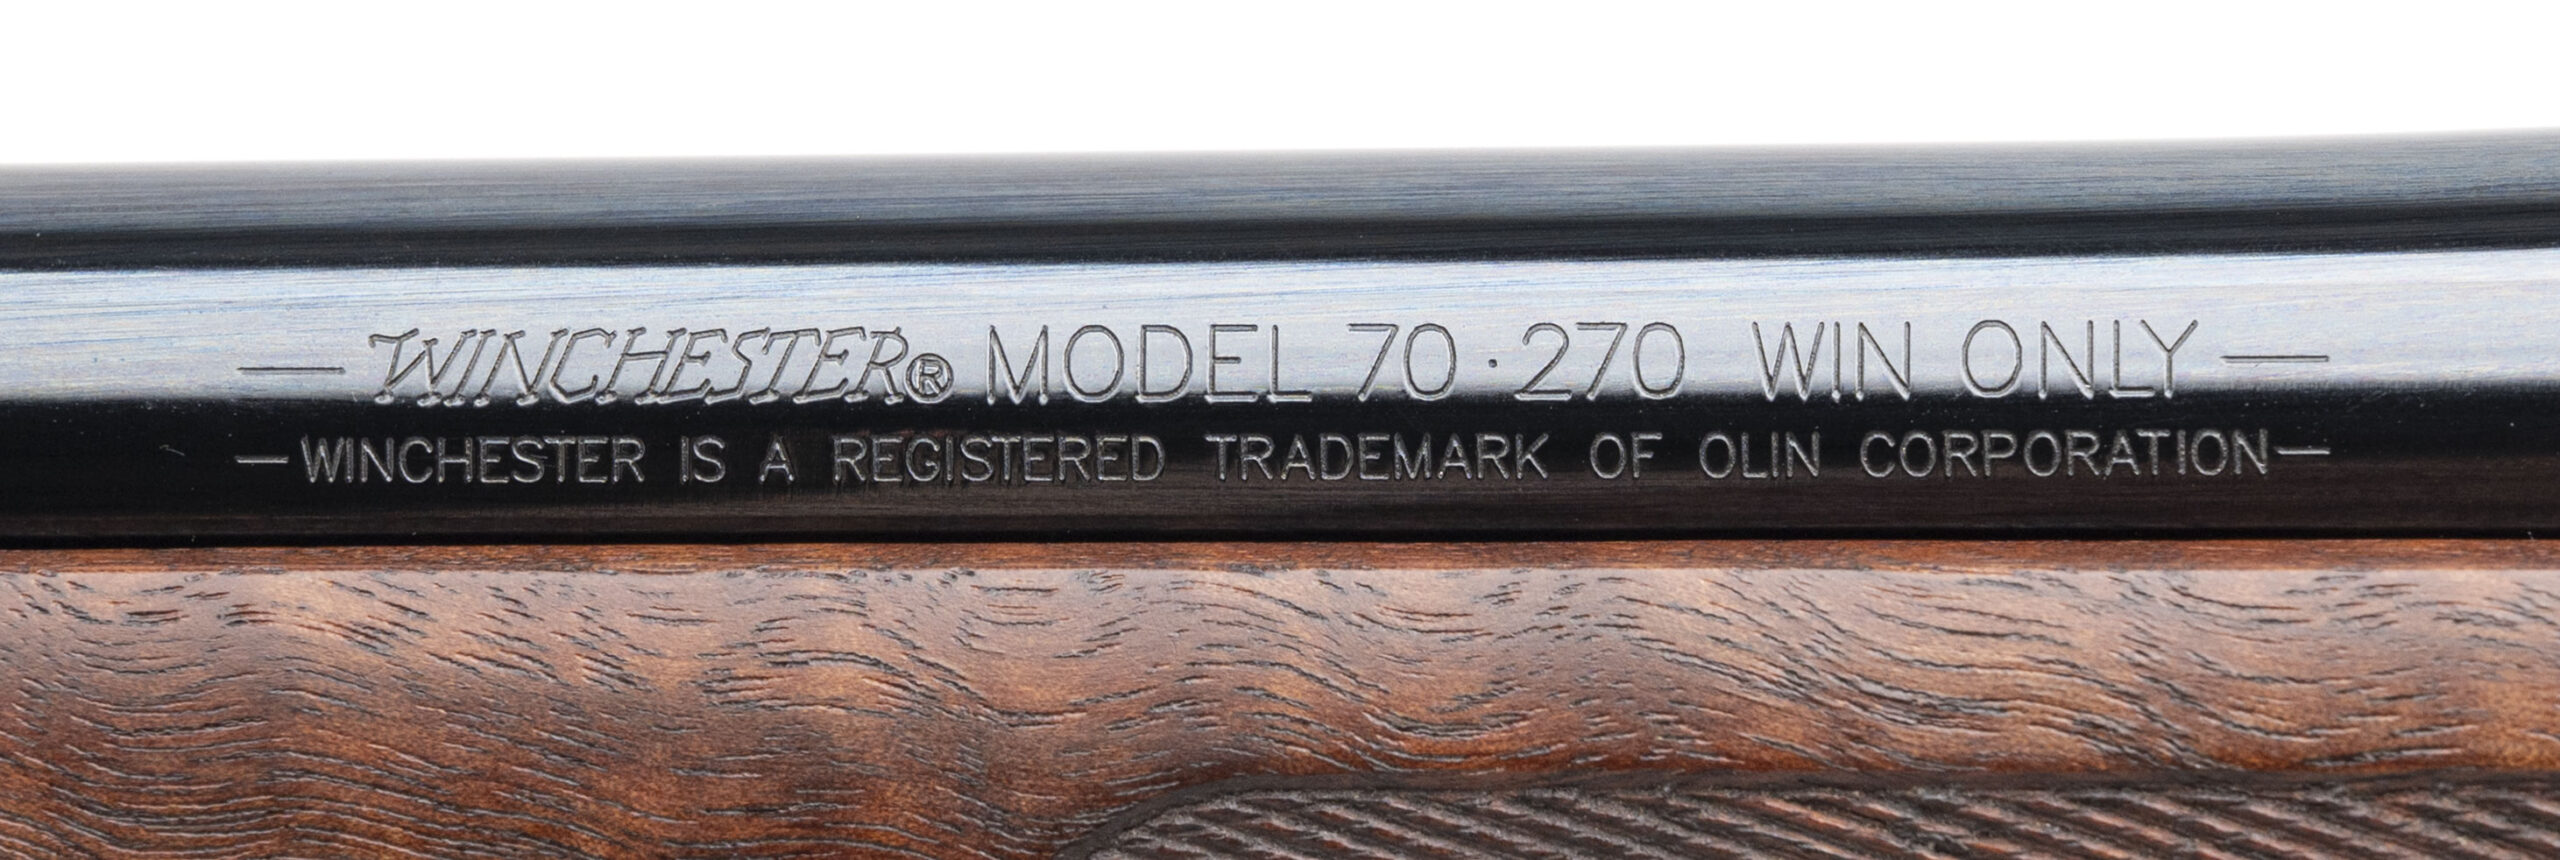 — WINCHESTER® MODEL 70 · 270 WIN ONLY —
— WINCHESTER IS A REGISTERED TRADEMARK OF OLIN CORPORATION —